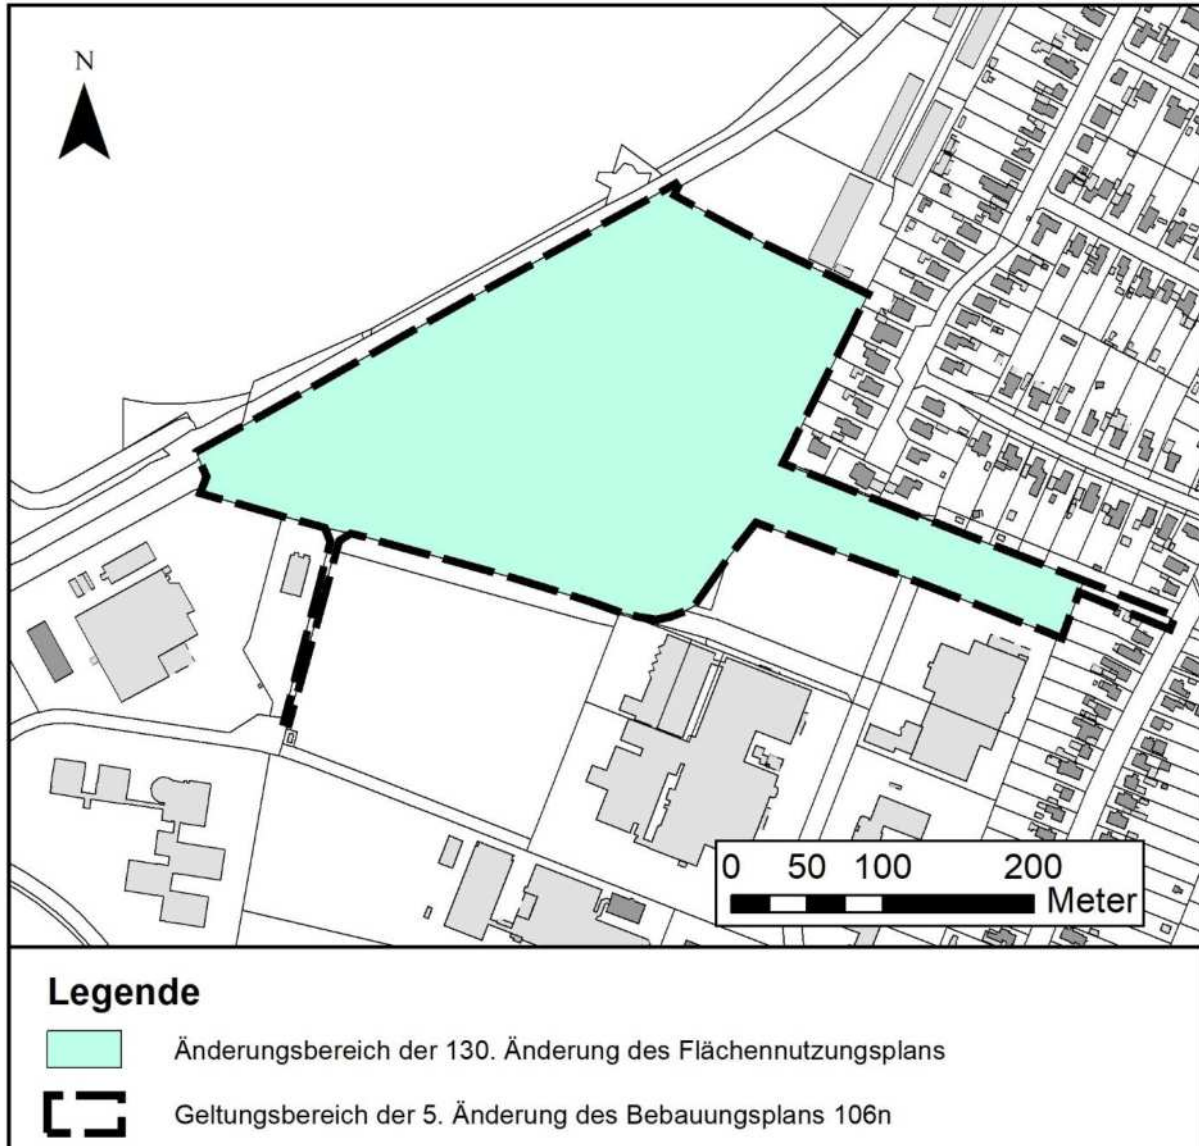 N
0 50 100 200
Meter
Legende
Änderungsbereich der 130. Änderung des Flächennutzungsplans
Geltungsbereich der 5. Änderung des Bebauungsplans 106n